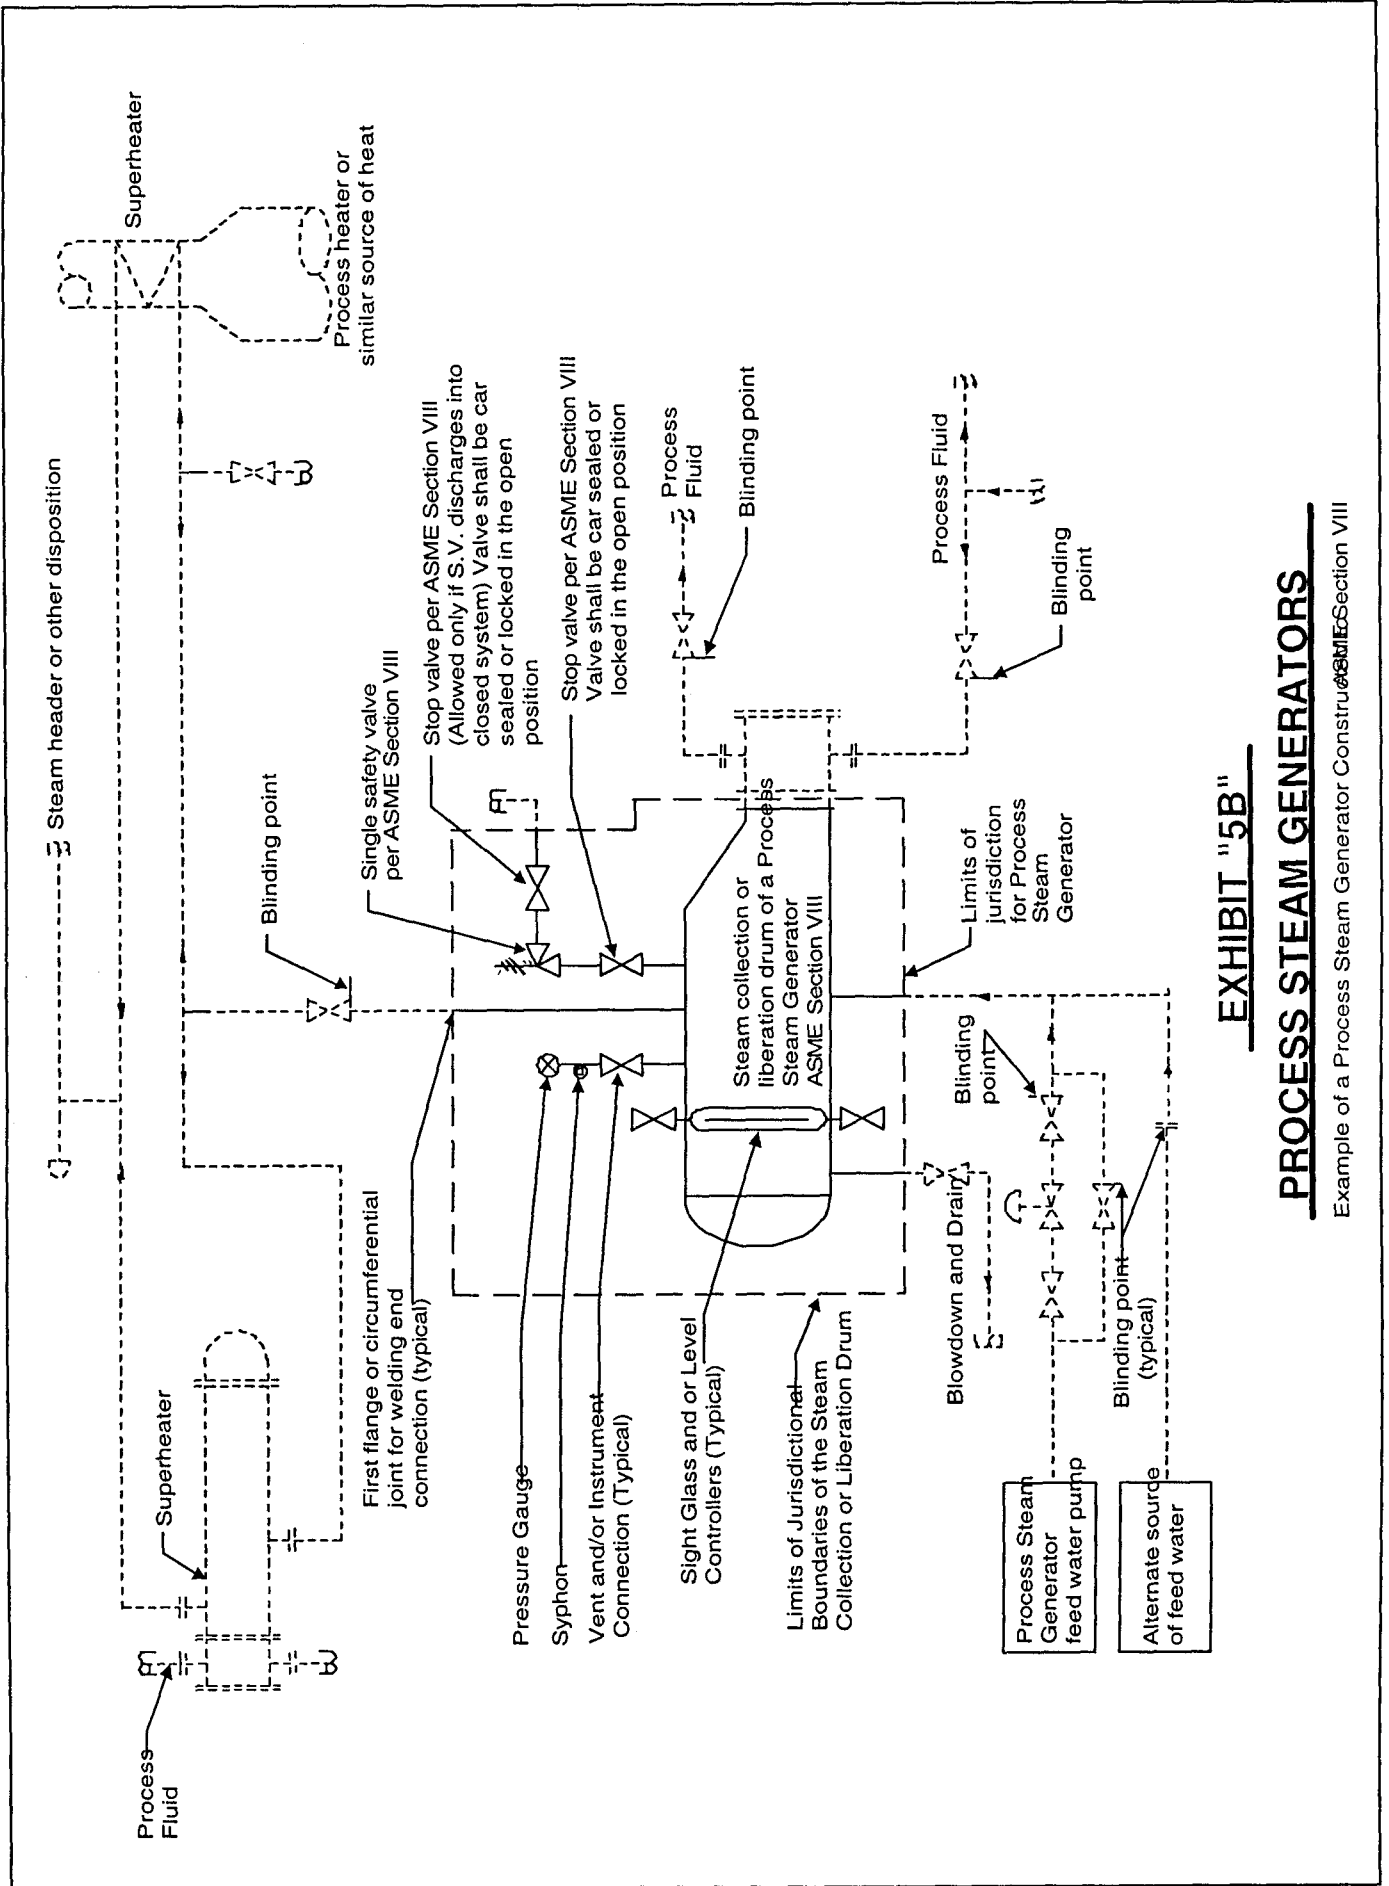 Steam header or other disposition
Superheater
Process heater or
similar source of heat
Superheater
Process
Fluid
Blinding point
First flange or circumferential
joint for welding end
connection (typical)
Single safety valve
per ASME Section VIII
Stop valve per ASME Section VIII
(Allowed only if S.V. discharges into
closed system) Valve shall be car
sealed or locked in the open
position
Stop valve per ASME Section VIII
Valve shall be car sealed or
locked in the open position
Process
Fluid
Blinding point
Pressure Gauge
Syphon
Vent and/or Instrument
Connection (Typical)
Sight Glass and or Level
Controllers (Typical)
Steam collection or
liberation drum of a Process
Steam Generator
ASME Section VIII
Process Fluid
Blinding
point
Limits of Jurisdictional
Boundaries of the Steam
Collection or Liberation Drum
Limits of
jurisdiction
for Process
Steam
Generator
Blowdown and Drain
Blinding
point
Process Steam
Generator
feed water pump
Blinding point
(typical)
Alternate source
of feed water
EXHIBIT "5B"
PROCESS STEAM GENERATORS
Example of a Process Steam Generator Constructed to ASME Section VIII